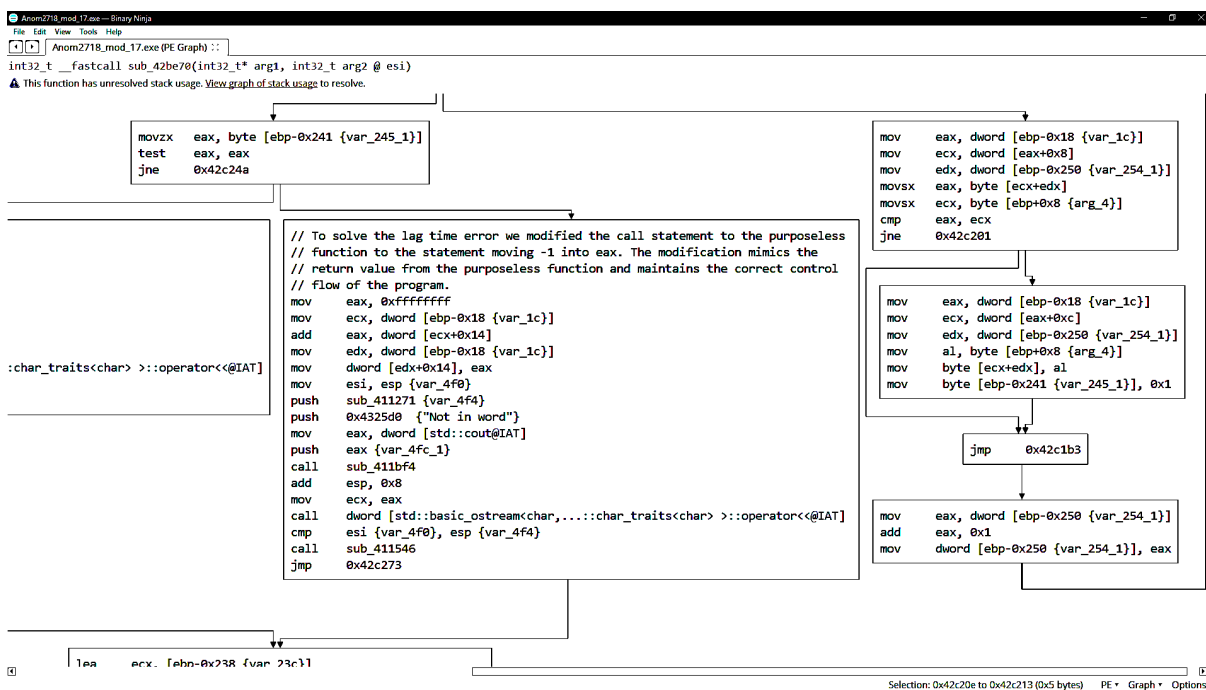 Anom2718_mod_17.exe — Binary Ninja
File Edit View Tools Help
Anom2718_mod_17.exe (PE Graph)
int32_t __fastcall sub_42be70(int32_t* arg1, int32_t arg2 @ esi)
This function has unresolved stack usage. View graph of stack usage to resolve.
movzx eax, byte [ebp-0x241 {var_245_1}]
test eax, eax
jne 0x42c24a
::char_traits<char> >::operator<<@IAT]
// To solve the lag time error we modified the call statement to the purposeless
// function to the statement moving -1 into eax. The modification mimics the
// return value from the purposeless function and maintains the correct control
// flow of the program.
mov eax, 0xffffffff
mov ecx, dword [ebp-0x18 {var_1c}]
add eax, dword [ecx+0x14]
mov edx, dword [ebp-0x18 {var_1c}]
mov dword [edx+0x14], eax
mov esi, esp {var_4f0}
push sub_411271 {var_4f4}
push 0x4325d0 {"Not in word"}
mov eax, dword [std::cout@IAT]
push eax {var_4fc_1}
call sub_411bf4
add esp, 0x8
mov ecx, eax
call dword [std::basic_ostream<char,...::char_traits<char> >::operator<<@IAT]
cmp esi {var_4f0}, esp {var_4f4}
call sub_411546
jmp 0x42c273
mov eax, dword [ebp-0x18 {var_1c}]
mov ecx, dword [eax+0x8]
mov edx, dword [ebp-0x250 {var_254_1}]
movsx eax, byte [ecx+edx]
movsx ecx, byte [ebp+0x8 {arg_4}]
cmp eax, ecx
jne 0x42c201
mov eax, dword [ebp-0x18 {var_1c}]
mov ecx, dword [eax+0xc]
mov edx, dword [ebp-0x250 {var_254_1}]
mov al, byte [ebp+0x8 {arg_4}]
mov byte [ecx+edx], al
mov byte [ebp-0x241 {var_245_1}], 0x1
jmp 0x42c1b3
mov eax, dword [ebp-0x250 {var_254_1}]
add eax, 0x1
mov dword [ebp-0x250 {var_254_1}], eax
lea ecx, [ebp-0x238 {var_23c}]
Selection: 0x42c20e to 0x42c213 (0x5 bytes) PE Graph Options